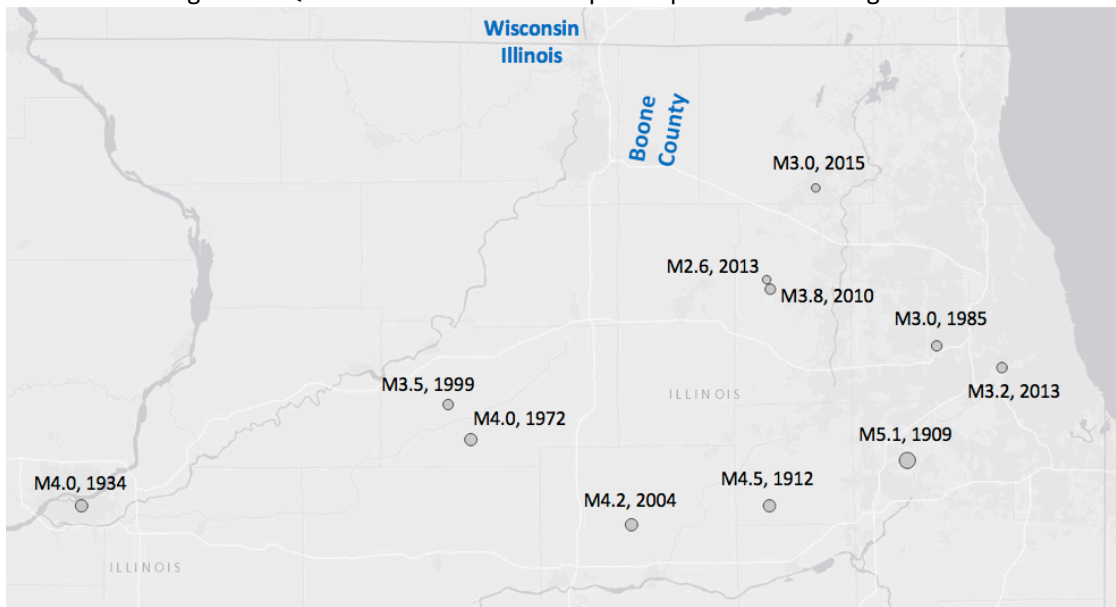 Wisconsin
Illinois
Boone
County
M3.0, 2015
M2.6, 2013
M3.8, 2010
M3.0, 1985
M3.5, 1999
ILLINOIS
M3.2, 2013
M4.0, 1972
M5.1, 1909
M4.0, 1934
M4.5, 1912
M4.2, 2004
ILLINOIS